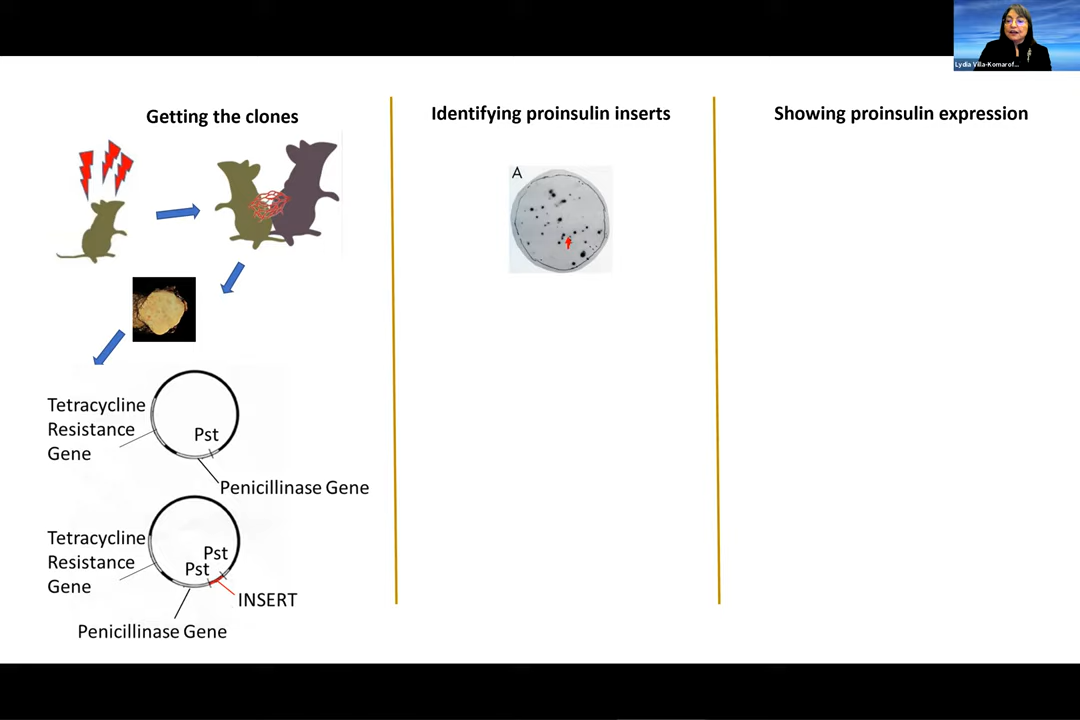 Lydia Villa-Komarof...
Getting the clones
Identifying proinsulin inserts
Showing proinsulin expression
A
Tetracycline
Resistance
Gene
Pst
Penicillinase Gene
Tetracycline
Resistance
Gene
Pst
Pst
INSERT
Penicillinase Gene